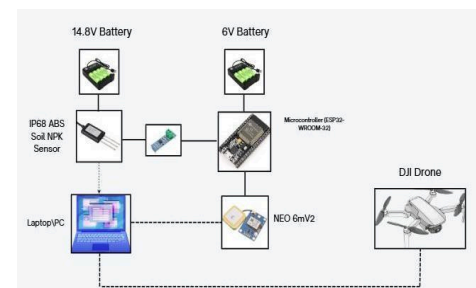 14.8V Battery
6V Battery
IP68 ABS
Soil NPK
Sensor
Microcontroller (ESP32-
WROOM-32)
DJI Drone
Laptop\PC
NEO 6mV2